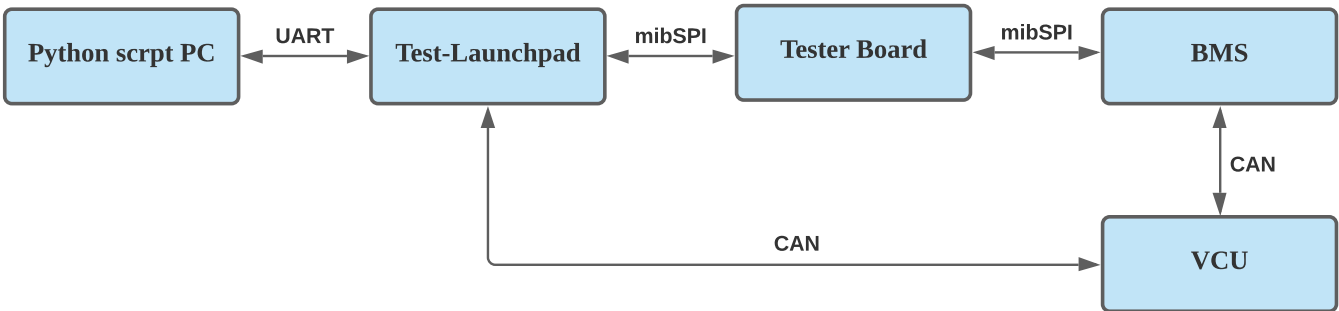 Python scrpt PC
UART
Test-Launchpad
mibSPI
Tester Board
mibSPI
BMS
CAN
CAN
VCU